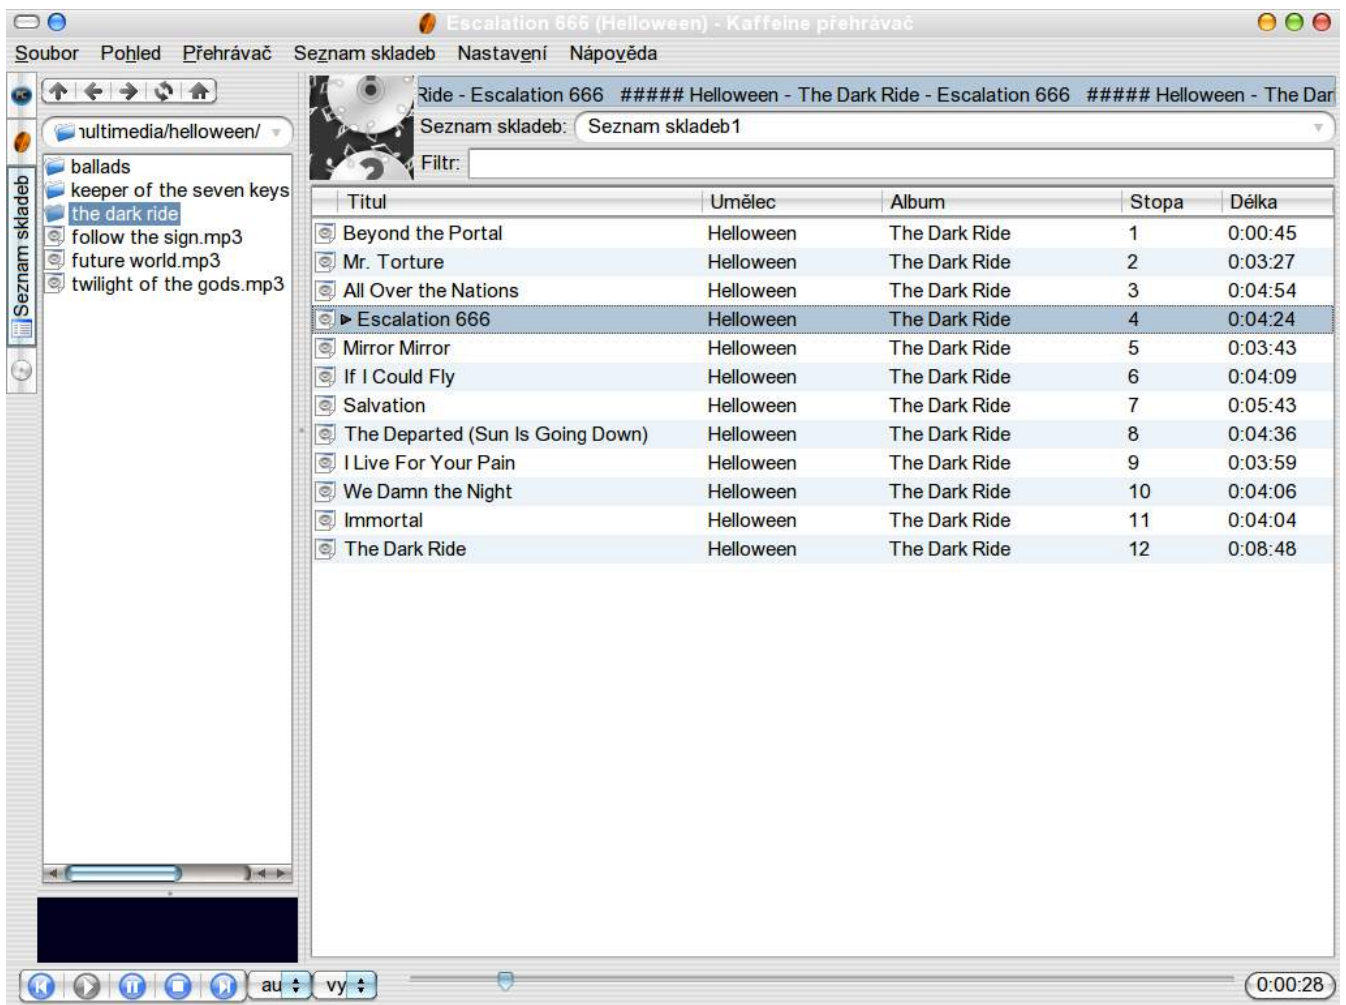 Escalation 666 (Helloween) - Kaffeine přehrávač
Soubor Pohled Přehrávač Seznam skladeb Nastavení Nápověda
Ride - Escalation 666 ##### Helloween - The Dark Ride - Escalation 666 ##### Helloween - The Dar
Seznam skladeb: Seznam skladeb1
Filtr:
ultimedia/helloween/
ballads
keeper of the seven keys
the dark ride
follow the sign.mp3
future world.mp3
twilight of the gods.mp3
Seznam skladeb
Titul Umělec Album Stopa Délka
Beyond the Portal Helloween The Dark Ride 1 0:00:45
Mr. Torture Helloween The Dark Ride 2 0:03:27
All Over the Nations Helloween The Dark Ride 3 0:04:54
Escalation 666 Helloween The Dark Ride 4 0:04:24
Mirror Mirror Helloween The Dark Ride 5 0:03:43
If I Could Fly Helloween The Dark Ride 6 0:04:09
Salvation Helloween The Dark Ride 7 0:05:43
The Departed (Sun Is Going Down) Helloween The Dark Ride 8 0:04:36
I Live For Your Pain Helloween The Dark Ride 9 0:03:59
We Damn the Night Helloween The Dark Ride 10 0:04:06
Immortal Helloween The Dark Ride 11 0:04:04
The Dark Ride Helloween The Dark Ride 12 0:08:48
au vy 0:00:28